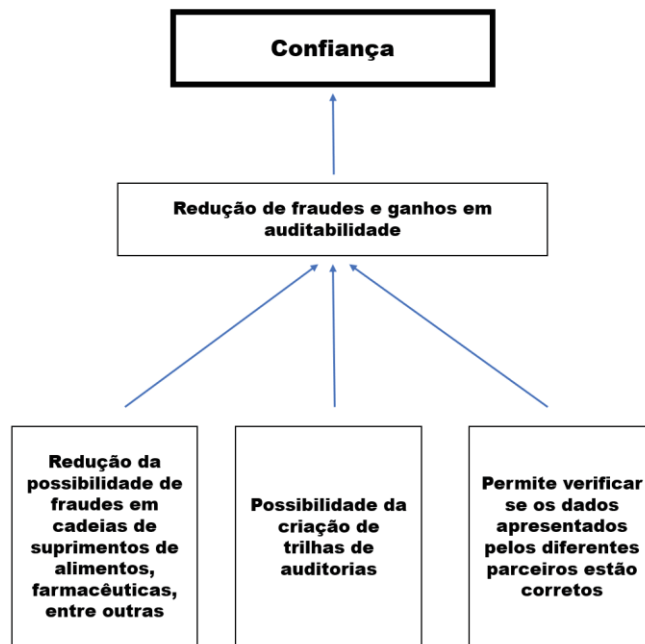 Confiança
Redução de fraudes e ganhos em
auditabilidade
Redução da
possibilidade de
fraudes em
cadeias de
suprimentos de
alimentos,
farmacêuticas,
entre outras
Possibilidade da
criação de
trilhas de
auditorias
Permite verificar
se os dados
apresentados
pelos diferentes
parceiros estão
corretos